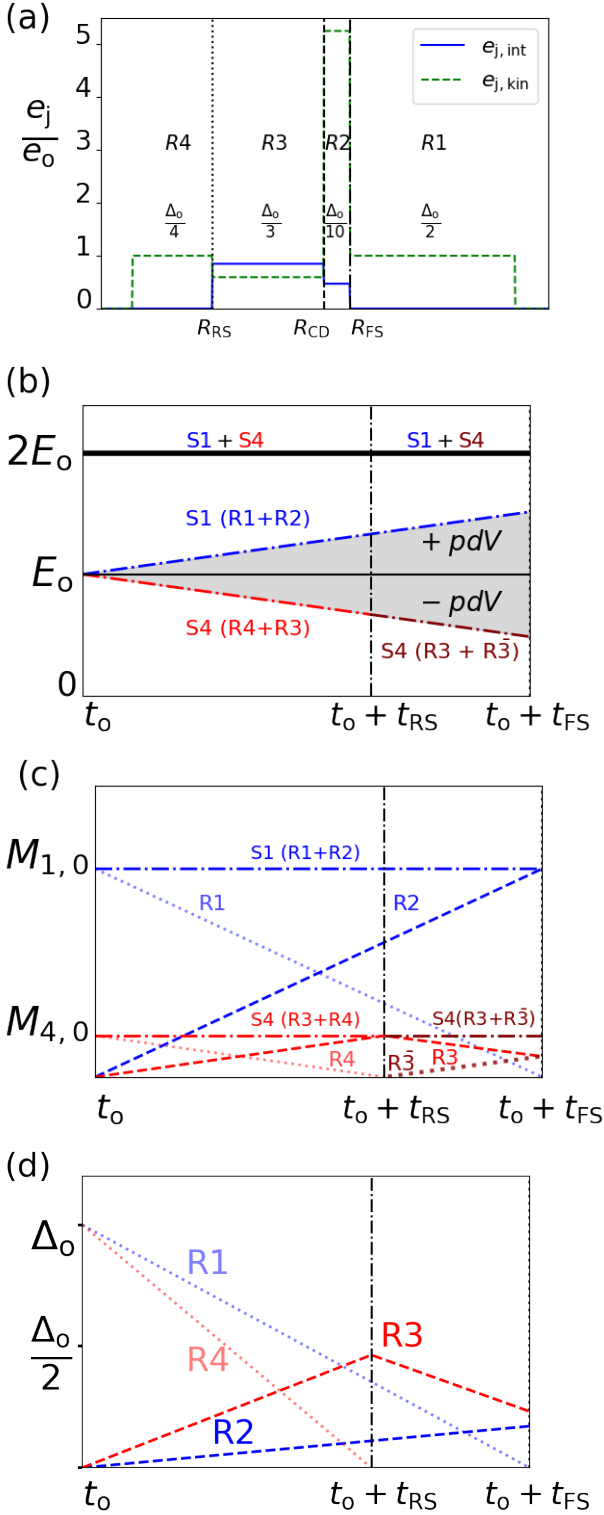 (a)
5
4
3
2
1
0
e_j/e_o
e_j,int
e_j,kin
R4 R3 R2 R1
Δ_o/4 Δ_o/3 Δ_o/10 Δ_o/2
R_RS R_CD R_FS
(b)
2E_o
E_o
0
S1 + S4 S1 + S4
S1 (R1+R2)
+ pdV
− pdV
S4 (R4+R3)
S4 (R3 + R3̄)
t_o t_o + t_RS t_o + t_FS
(c)
M_1,0
M_4,0
S1 (R1+R2)
R1 R2
S4 (R3+R4) S4(R3+R3̄)
R4 R3̄ R3
t_o t_o + t_RS t_o + t_FS
(d)
Δ_o
Δ_o/2
R1
R3
R4
R2
t_o t_o + t_RS t_o + t_FS